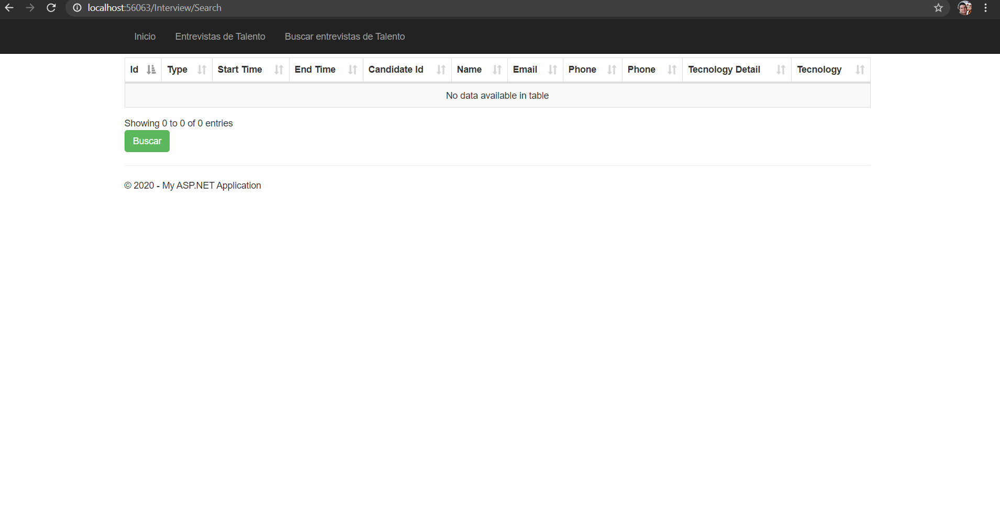 localhost:56063/Interview/Search
Inicio Entrevistas de Talento Buscar entrevistas de Talento
Id Type Start Time End Time Candidate Id Name Email Phone Phone Tecnology Detail Tecnology
No data available in table
Showing 0 to 0 of 0 entries
Buscar
© 2020 - My ASP.NET Application